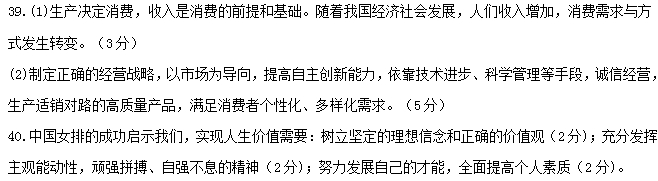 39.(1)生产决定消费，收入是消费的前提和基础。随着我国经济社会发展，人们收入增加，消费需求与方
式发生转变。（3分）
(2)制定正确的经营战略，以市场为导向，提高自主创新能力，依靠技术进步、科学管理等手段，诚信经营，
生产适销对路的高质量产品，满足消费者个性化、多样化需求。（5分）
40.中国女排的成功启示我们，实现人生价值需要：树立坚定的理想信念和正确的价值观（2分）；充分发挥
主观能动性，顽强拼搏、自强不息的精神（2分）；努力发展自己的才能，全面提高个人素质（2分）。